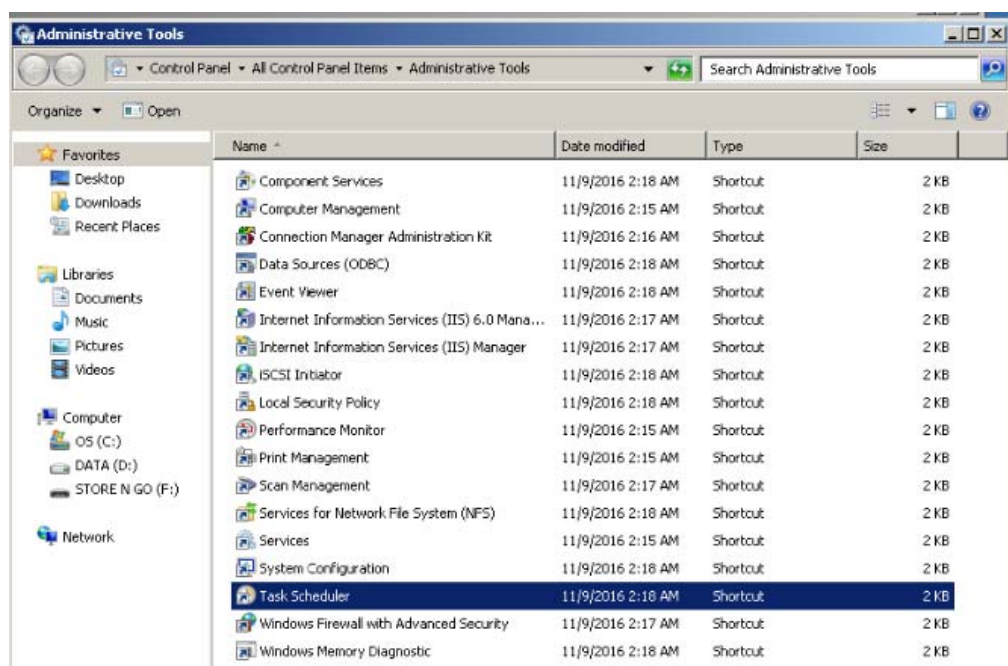 Administrative Tools
Control Panel All Control Panel Items Administrative Tools Search Administrative Tools
Organize Open
Favorites
Desktop
Downloads
Recent Places
Libraries
Documents
Music
Pictures
Videos
Computer
OS (C:)
DATA (D:)
STORE N GO (F:)
Network
Name Date modified Type Size
Component Services 11/9/2016 2:18 AM Shortcut 2 KB
Computer Management 11/9/2016 2:15 AM Shortcut 2 KB
Connection Manager Administration Kit 11/9/2016 2:16 AM Shortcut 2 KB
Data Sources (ODBC) 11/9/2016 2:18 AM Shortcut 2 KB
Event Viewer 11/9/2016 2:18 AM Shortcut 2 KB
Internet Information Services (IIS) 6.0 Mana... 11/9/2016 2:17 AM Shortcut 2 KB
Internet Information Services (IIS) Manager 11/9/2016 2:17 AM Shortcut 2 KB
iSCSI Initiator 11/9/2016 2:18 AM Shortcut 2 KB
Local Security Policy 11/9/2016 2:18 AM Shortcut 2 KB
Performance Monitor 11/9/2016 2:15 AM Shortcut 2 KB
Print Management 11/9/2016 2:15 AM Shortcut 2 KB
Scan Management 11/9/2016 2:17 AM Shortcut 2 KB
Services for Network File System (NFS) 11/9/2016 2:18 AM Shortcut 2 KB
Services 11/9/2016 2:15 AM Shortcut 2 KB
System Configuration 11/9/2016 2:18 AM Shortcut 2 KB
Task Scheduler 11/9/2016 2:18 AM Shortcut 2 KB
Windows Firewall with Advanced Security 11/9/2016 2:17 AM Shortcut 2 KB
Windows Memory Diagnostic 11/9/2016 2:18 AM Shortcut 2 KB